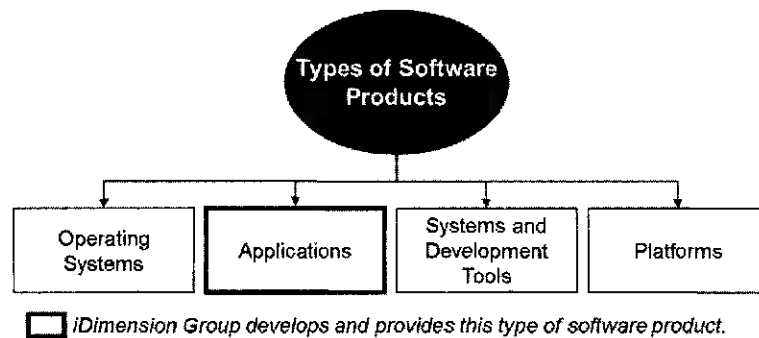 Types of Software
Products
Operating
Systems
Applications
Systems and
Development
Tools
Platforms
iDimension Group develops and provides this type of software product.